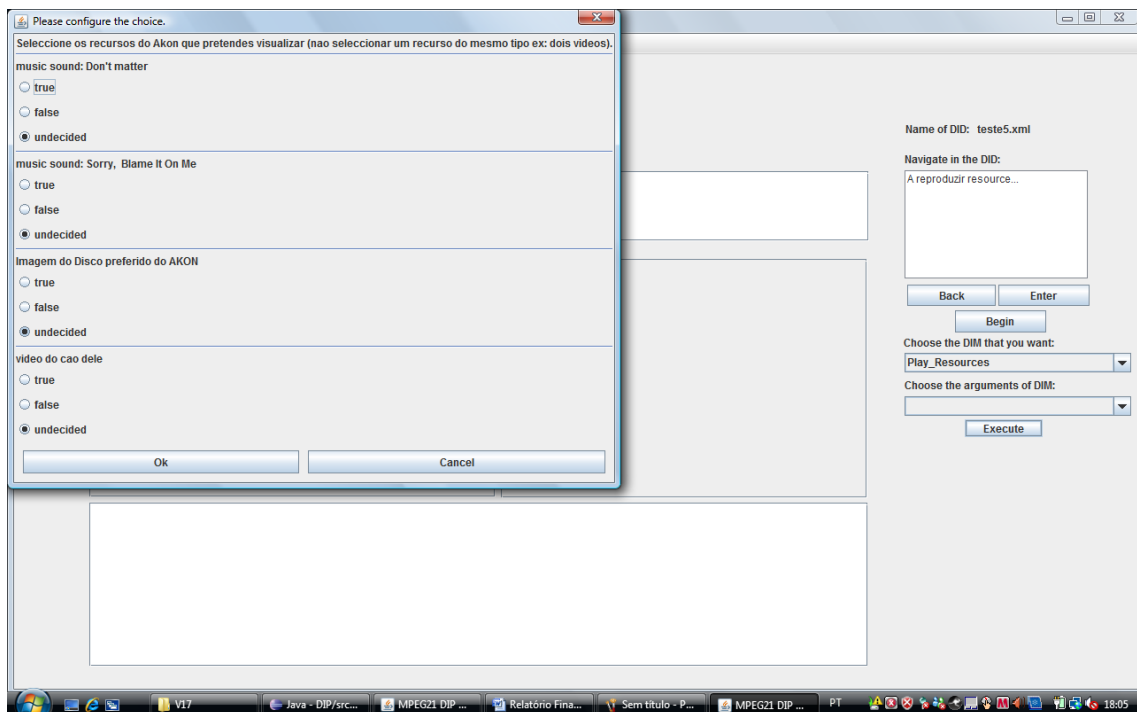 Please configure the choice.
Seleccione os recursos do Akon que pretendes visualizar (nao seleccionar um recurso do mesmo tipo ex: dois videos).
music sound: Don't matter
true
false
undecided
music sound: Sorry, Blame It On Me
true
false
undecided
Imagem do Disco preferido do AKON
true
false
undecided
video do cao dele
true
false
undecided
Ok
Cancel
Name of DID: teste5.xml
Navigate in the DID:
A reproduzir resource...
Back
Enter
Begin
Choose the DIM that you want:
Play_Resources
Choose the arguments of DIM:
Execute
V17
Java - DIP/src...
MPEG21 DIP ...
Relatório Fina...
Sem título - P...
MPEG21 DIP ...
PT
18:05